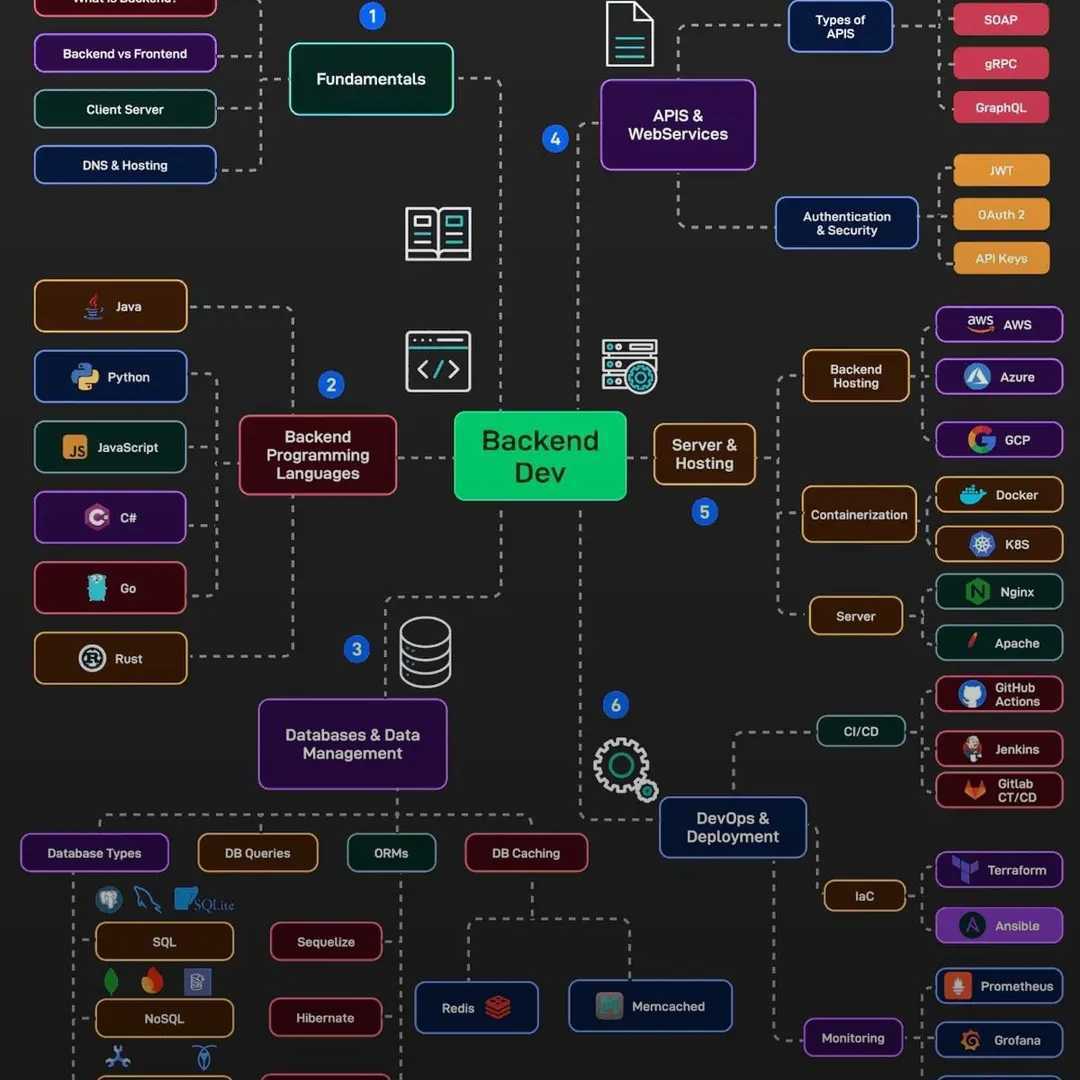 What is Backend?
1
Backend vs Frontend
Fundamentals
Client Server
DNS & Hosting
Types of
APIS
SOAP
gRPC
GraphQL
APIS &
WebServices
4
JWT
Authentication
& Security
OAuth 2
API Keys
Java
Python
JavaScript
JS
C#
C
Go
Rust
R
2
Backend
Programming
Languages
</>
Backend
Dev
Server &
Hosting
5
Backend
Hosting
aws
AWS
Azure
GCP
Containerization
Docker
K8S
Server
N
Nginx
Apache
3
Databases & Data
Management
Database Types
DB Queries
ORMs
DB Caching
SQLite
SQL
Sequelize
NoSQL
Hibernate
Redis
Memcached
6
DevOps &
Deployment
CI/CD
GitHub
Actions
Jenkins
Gitlab
CT/CD
IaC
Terraform
A
Ansible
Monitoring
Prometheus
Grofana